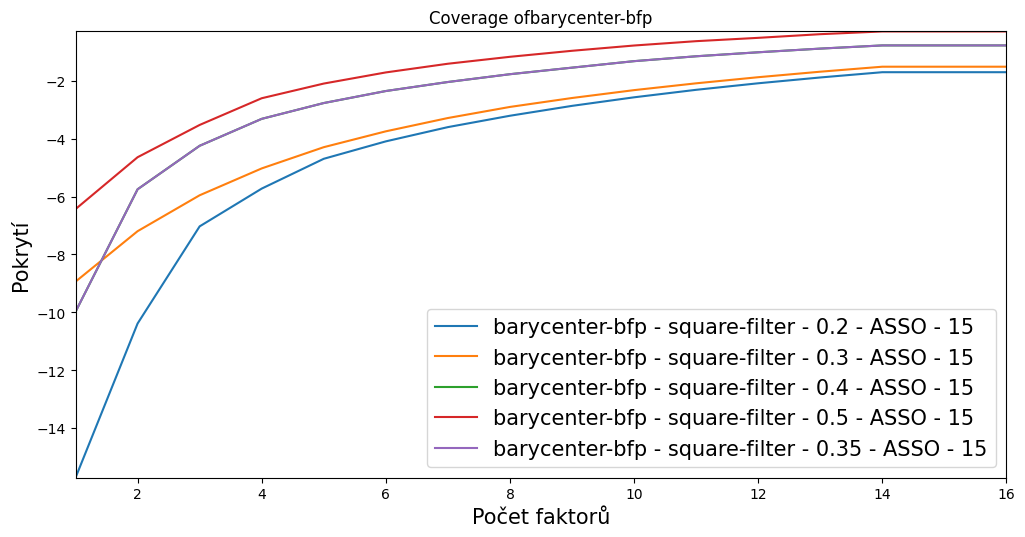 Coverage ofbarycenter-bfp
Pokrytí
−2
−4
−6
−8
−10
−12
−14
barycenter-bfp - square-filter - 0.2 - ASSO - 15
barycenter-bfp - square-filter - 0.3 - ASSO - 15
barycenter-bfp - square-filter - 0.4 - ASSO - 15
barycenter-bfp - square-filter - 0.5 - ASSO - 15
barycenter-bfp - square-filter - 0.35 - ASSO - 15
2 4 6 8 10 12 14 16
Počet faktorů